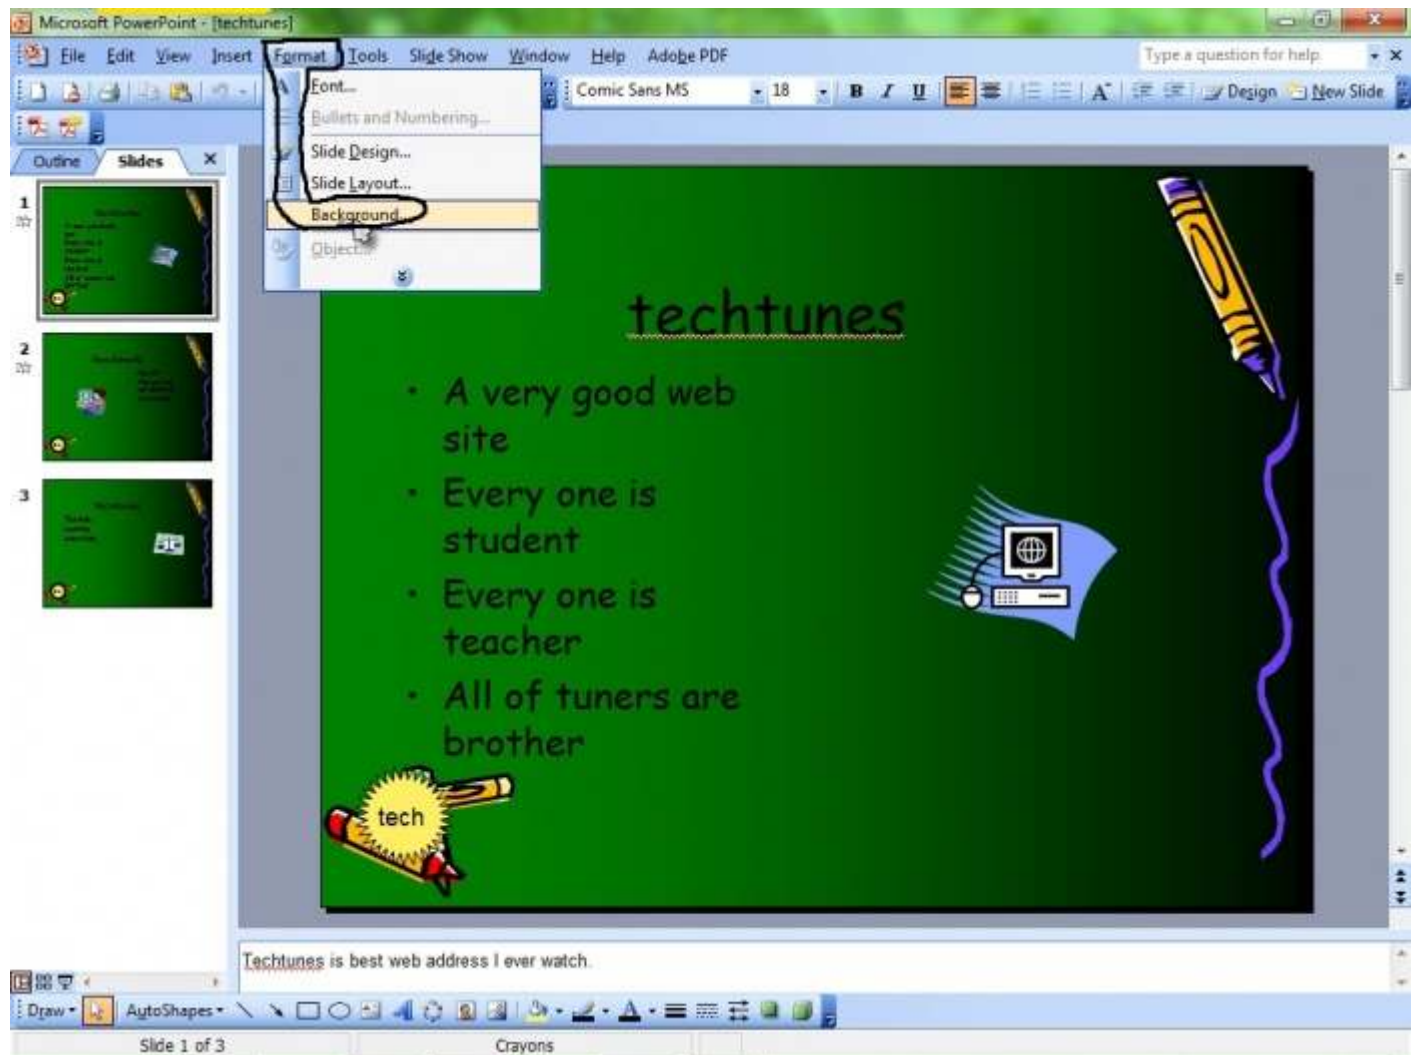 Microsoft PowerPoint - [techtunes]
File Edit View Insert Format Tools Slide Show Window Help Adobe PDF
Type a question for help
Font...
Comic Sans MS 18 B I U A Design New Slide
Bullets and Numbering...
Slide Design...
Slide Layout...
Background...
Object...
Outline Slides
1
2
3
techtunes
• A very good web
site
• Every one is
student
• Every one is
teacher
• All of tuners are
brother
tech
Techtunes is best web address I ever watch.
Draw AutoShapes A
Slide 1 of 3 Crayons